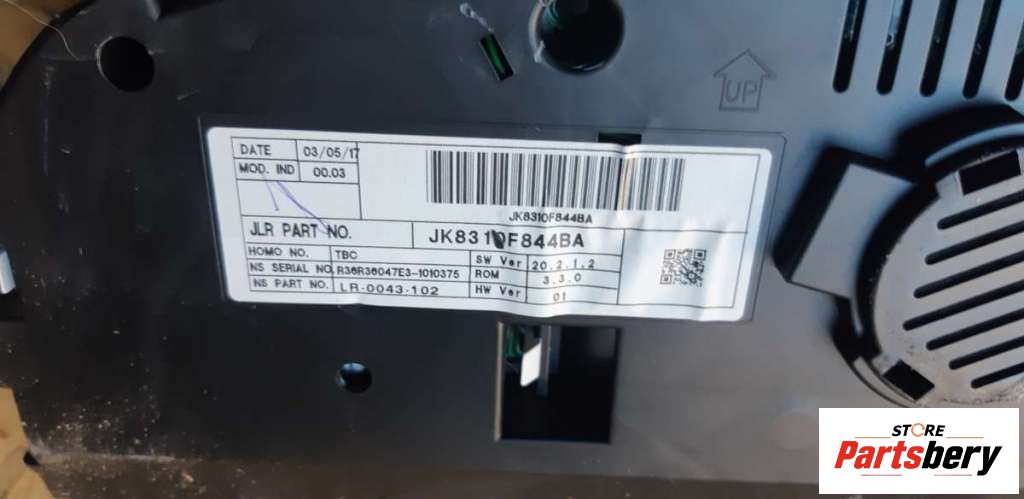 UP
DATE 03/05/17
MOD. IND 00.03
JK8310F844BA
JLR PART NO. JK8310F844BA
HOMO NO. TBC SW Ver 20.2.1.2
NS SERIAL NO. R36R36047E3-1010375 ROM 3.3.0
NS PART NO. LR-0043-102 HW Ver 01
STORE
Partsbery